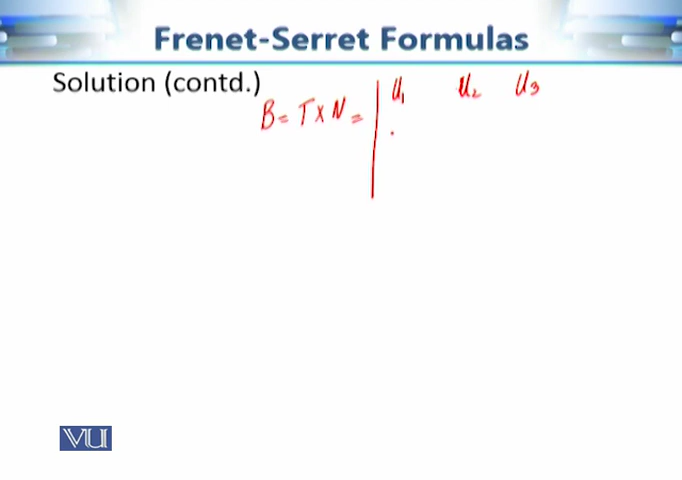 Frenet-Serret Formulas
Solution (contd.)
B = T × N = | U₁ U₂ U₃
VU